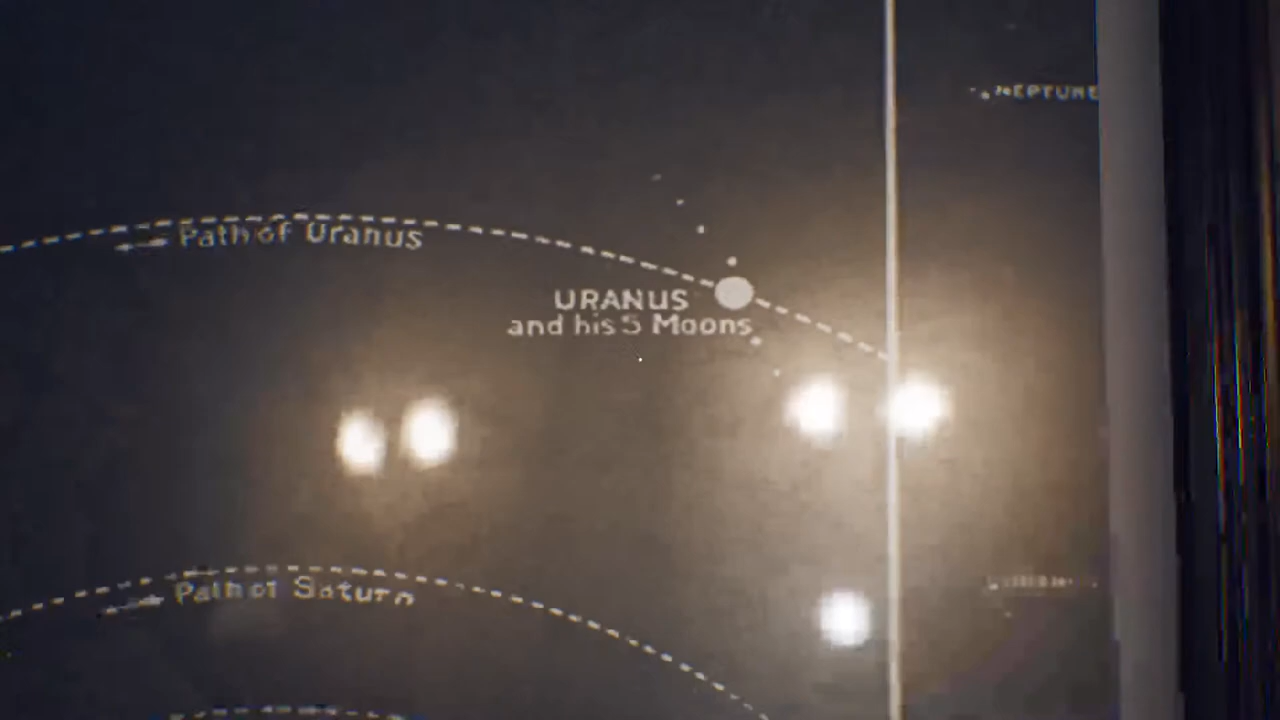 NEPTUNE
Path of Uranus
URANUS
and his 5 Moons
Path of Saturn